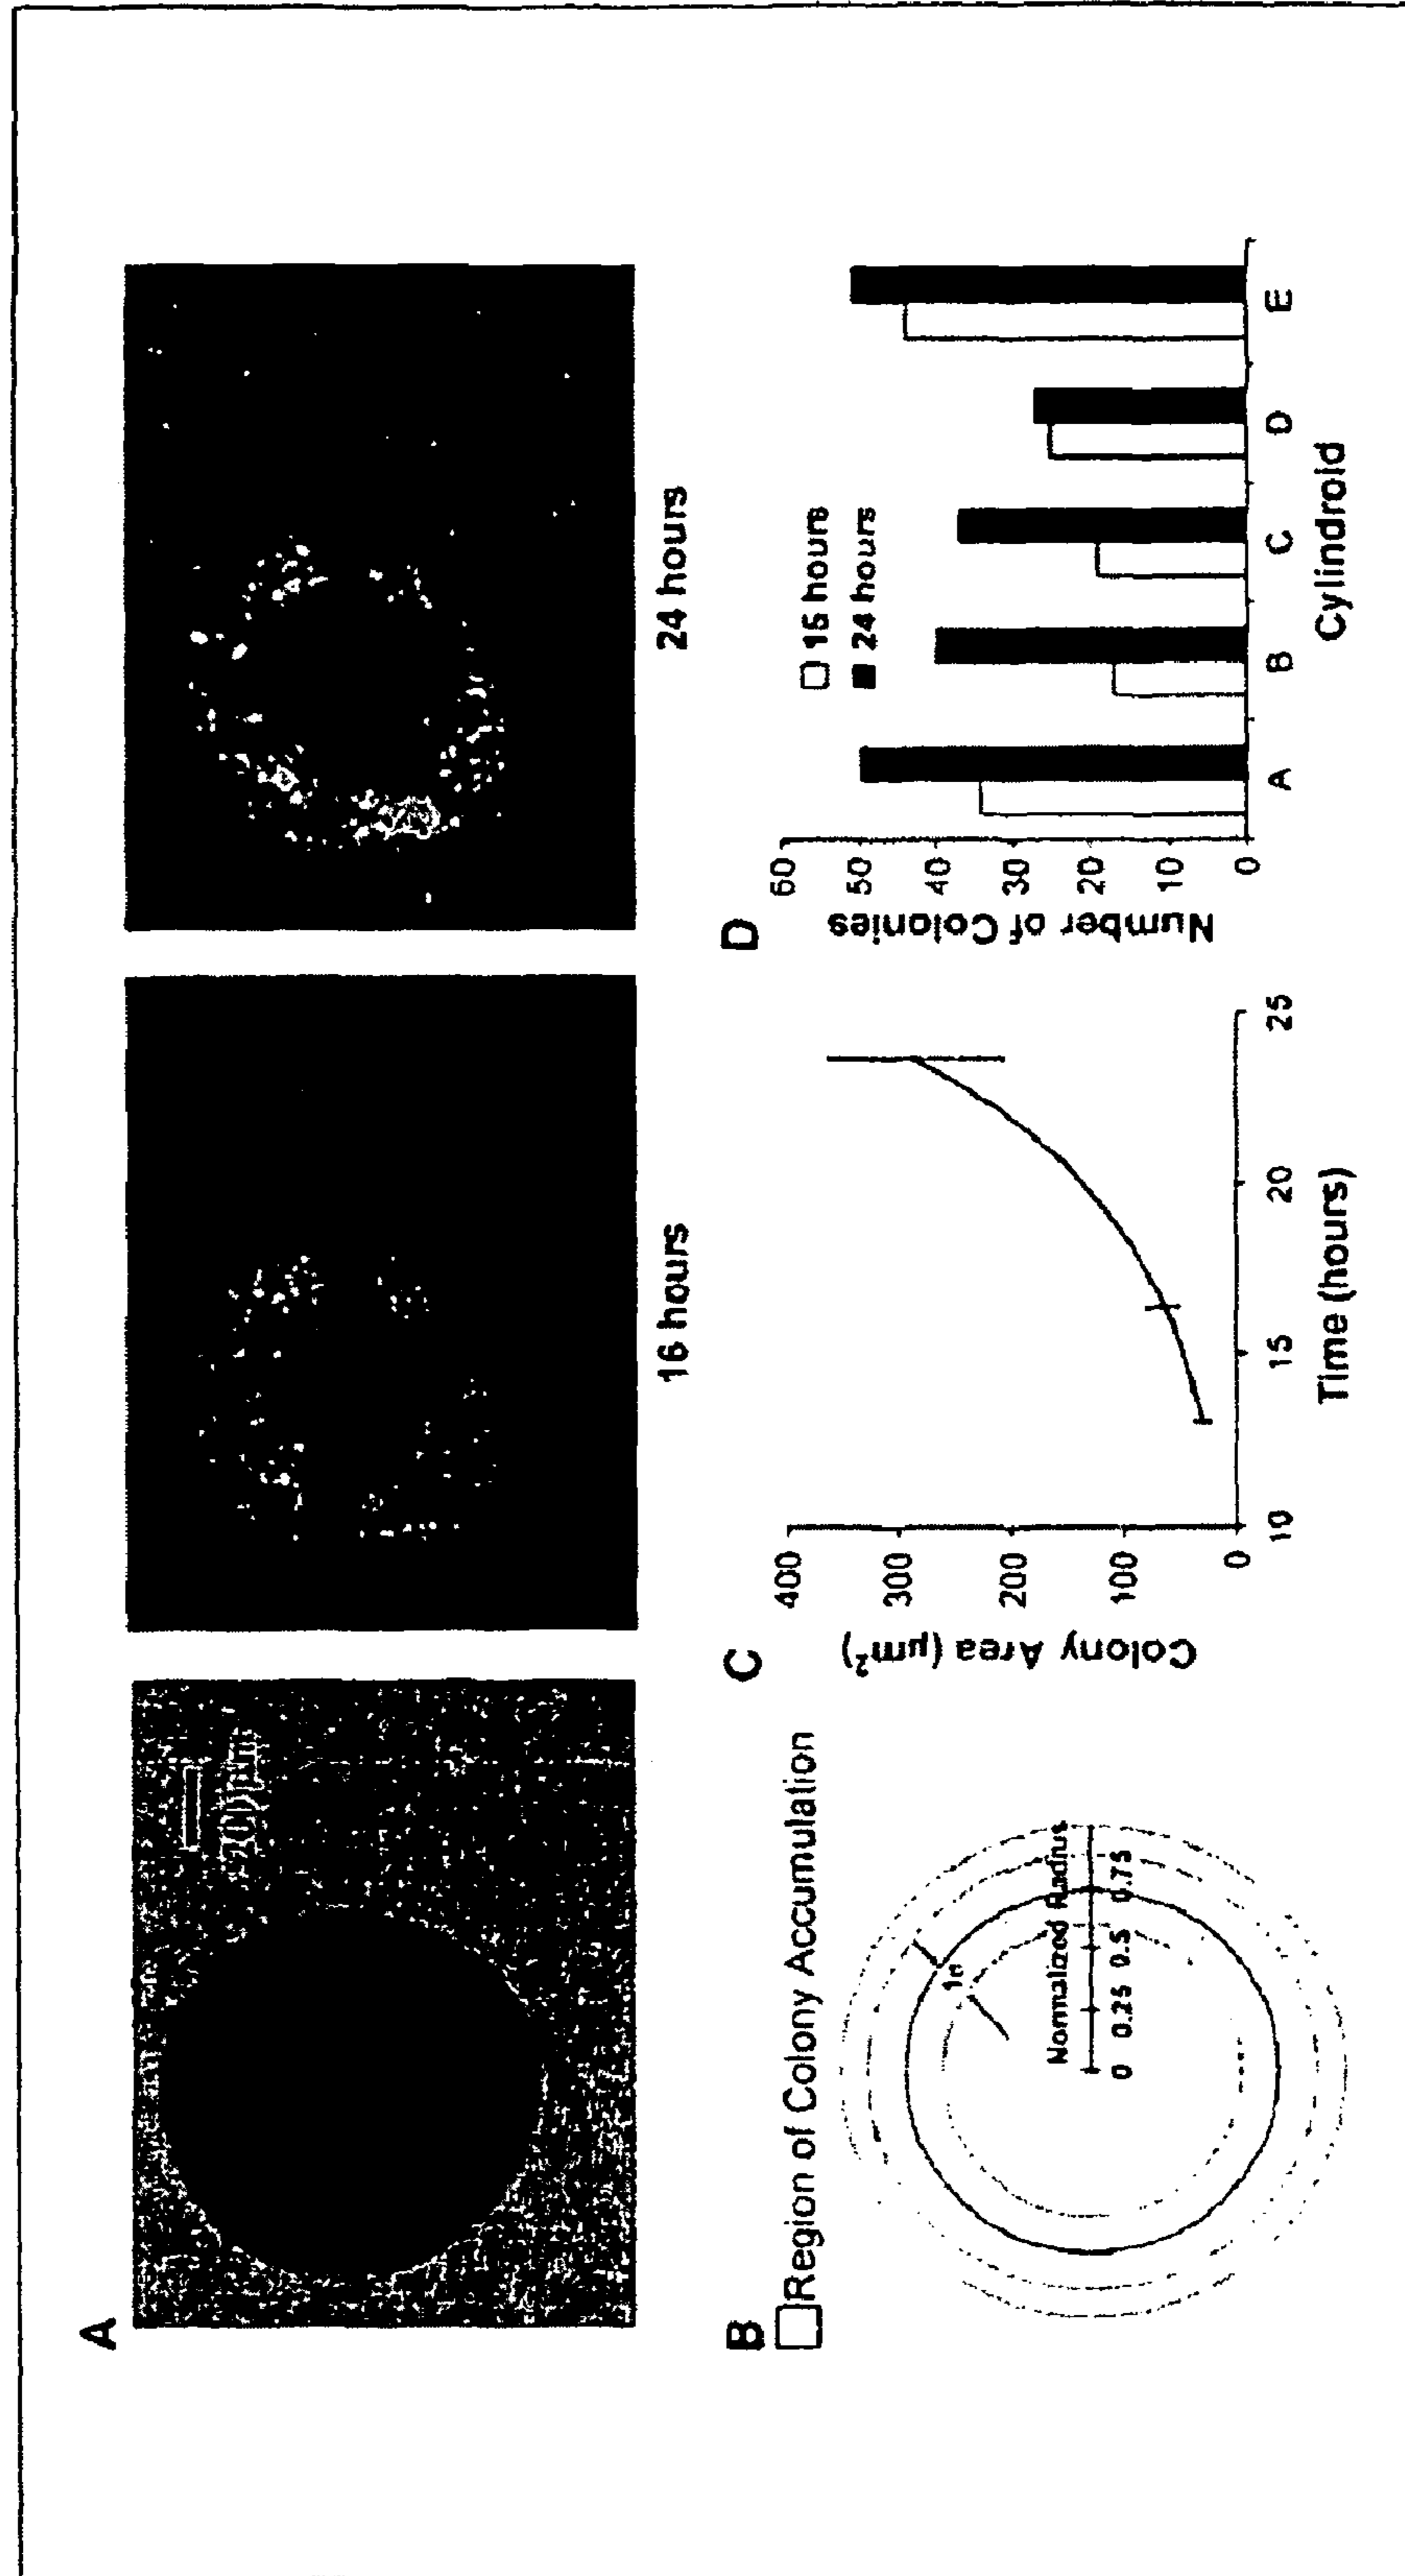 A
200 µm
16 hours
24 hours
B
Region of Colony Accumulation
1σ
Normalized Radius
0 0.25 0.5 0.75
C
Colony Area (µm²)
400
300
200
100
0
10 15 20 25
Time (hours)
D
Number of Colonies
60
50
40
30
20
10
0
16 hours
24 hours
A B C D E
Cylindroid